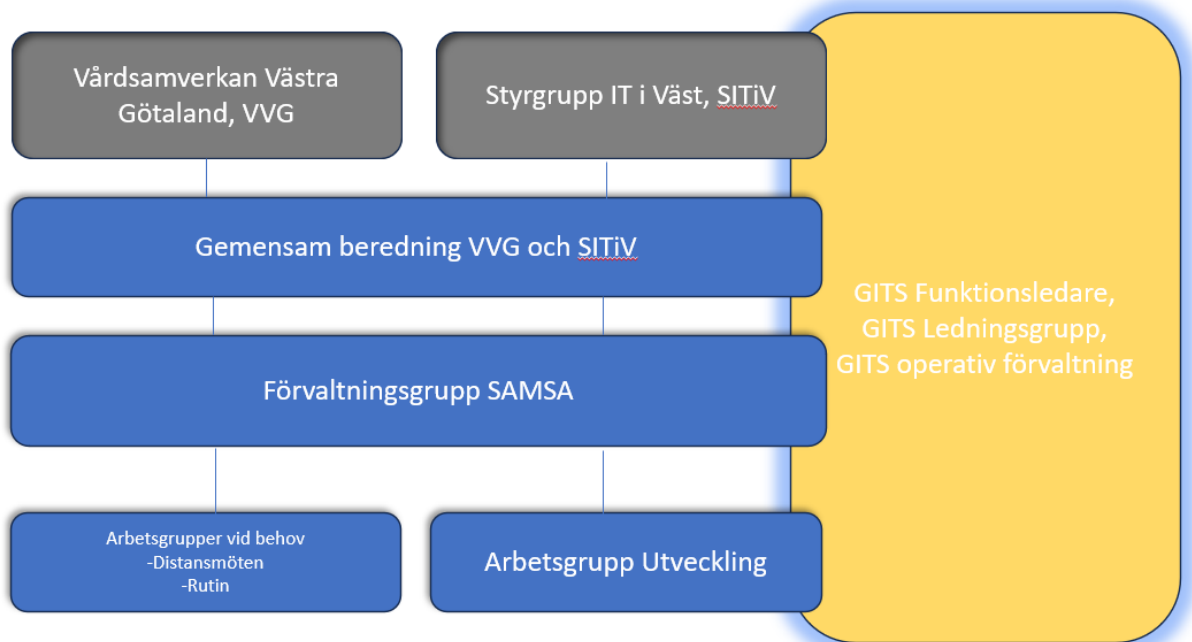 Vårdsamverkan Västra
Götaland, VVG
Styrgrupp IT i Väst, SITiV
Gemensam beredning VVG och SITiV
Förvaltningsgrupp SAMSA
Arbetsgrupper vid behov
-Distansmöten
-Rutin
Arbetsgrupp Utveckling
GITS Funktionsledare,
GITS Ledningsgrupp,
GITS operativ förvaltning